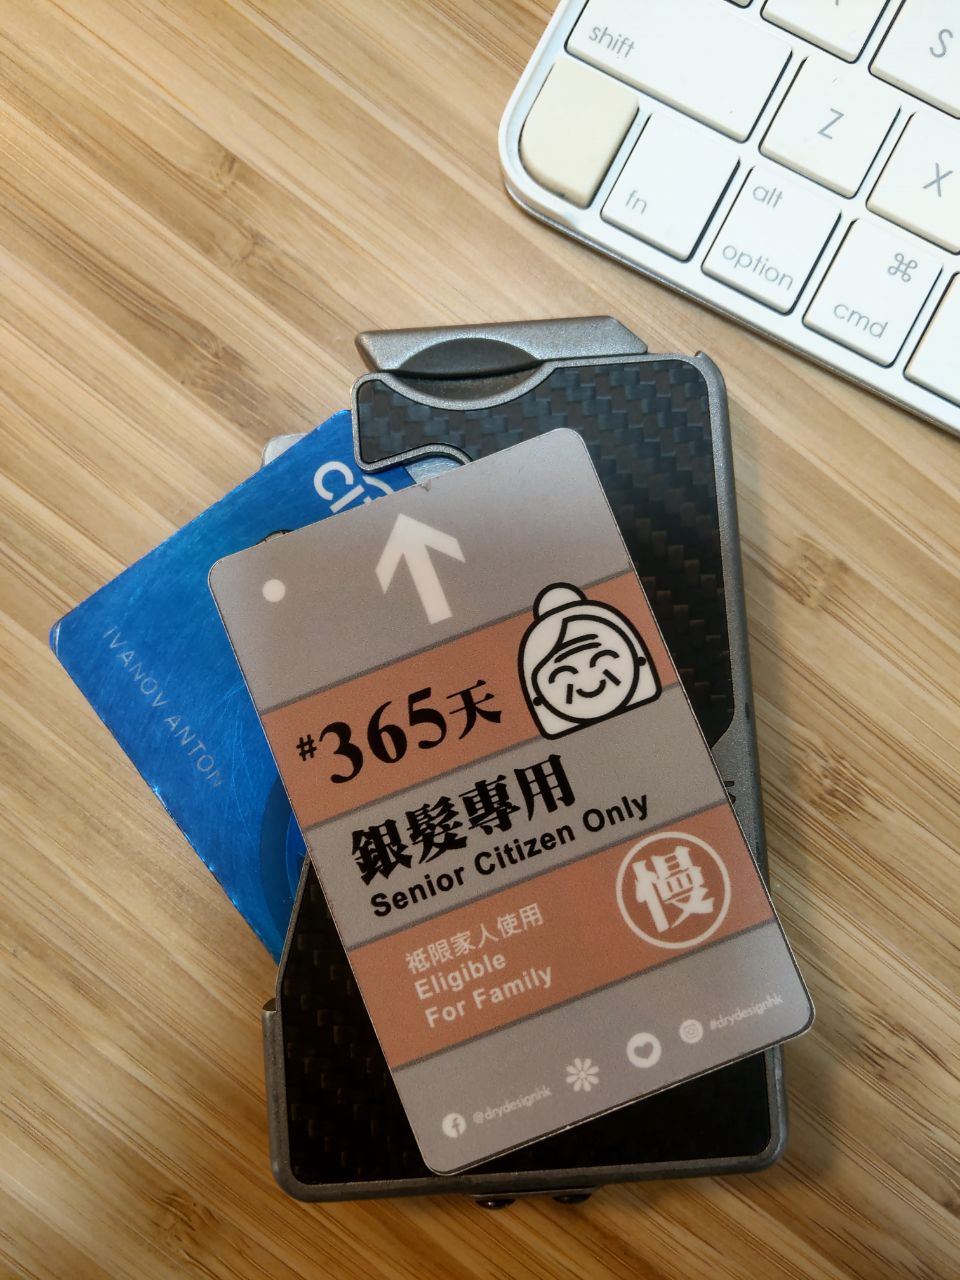 shift
S
Z
X
fn
alt
option
⌘
cmd
IVANOV ANTON
#365天
銀髮專用
Senior Citizen Only
慢
祗限家人使用
Eligible
For Family
@drydesignhk
#drydesignhk